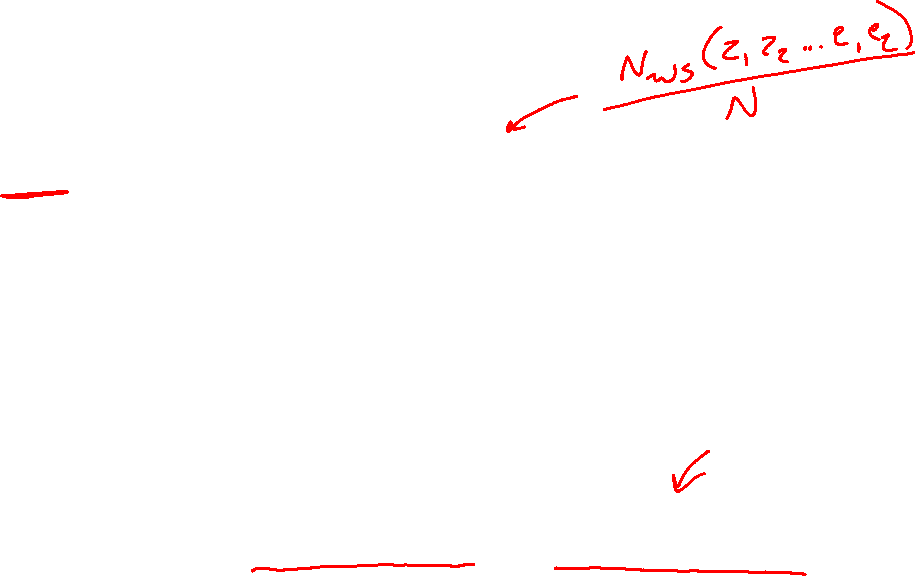 N_ws(z_1 z_2 ... e_1 e_2)
N